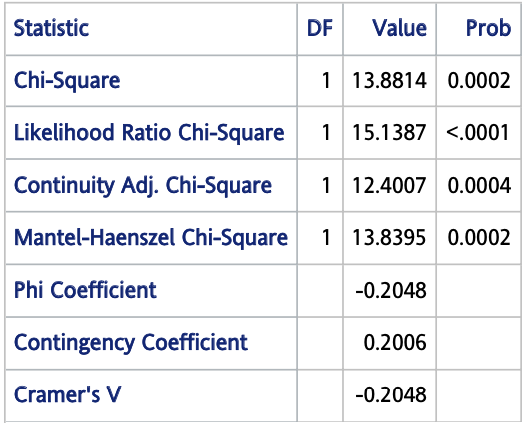 Statistic DF Value Prob
Chi-Square 1 13.8814 0.0002
Likelihood Ratio Chi-Square 1 15.1387 <.0001
Continuity Adj. Chi-Square 1 12.4007 0.0004
Mantel-Haenszel Chi-Square 1 13.8395 0.0002
Phi Coefficient -0.2048
Contingency Coefficient 0.2006
Cramer's V -0.2048